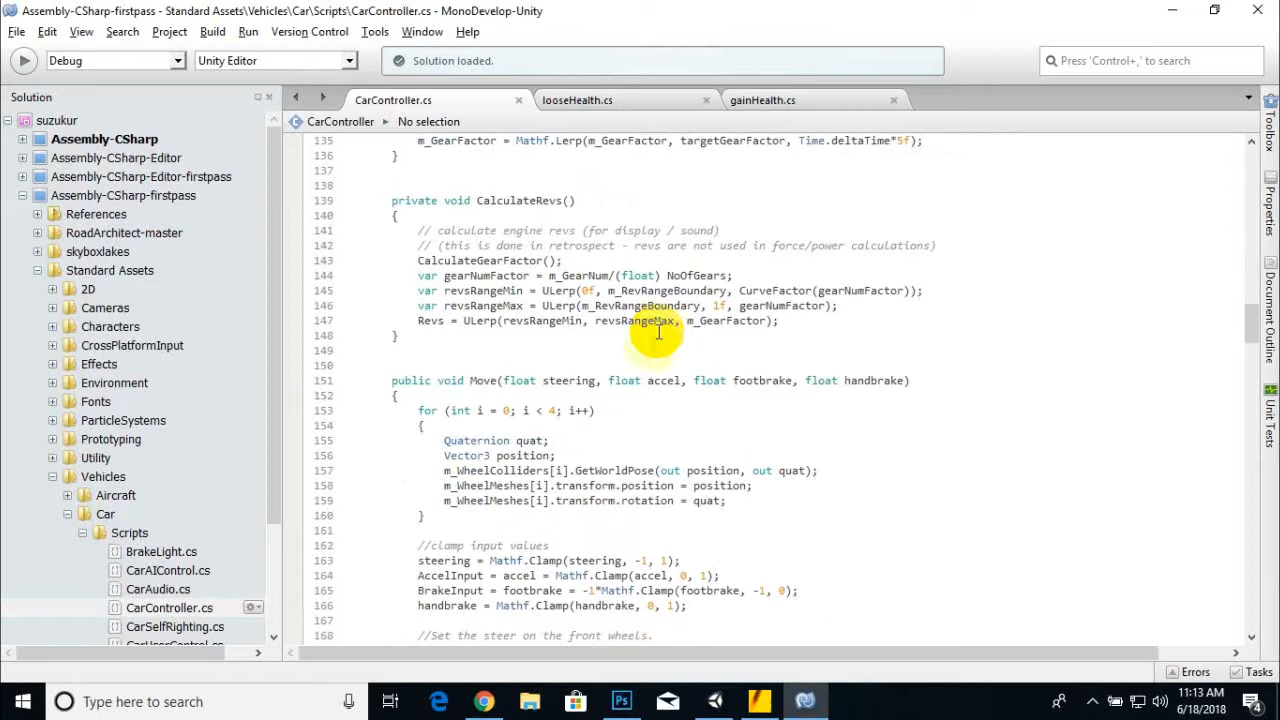 Assembly-CSharp-firstpass - Standard Assets\Vehicles\Car\Scripts\CarController.cs - MonoDevelop-Unity
File Edit View Search Project Build Run Version Control Tools Window Help
Debug Unity Editor Solution loaded. Press 'Control+,' to search
Solution
CarController.cs looseHealth.cs gainHealth.cs
CarController No selection
suzukur
Assembly-CSharp
Assembly-CSharp-Editor
Assembly-CSharp-Editor-firstpass
Assembly-CSharp-firstpass
References
RoadArchitect-master
skyboxlakes
Standard Assets
2D
Cameras
Characters
CrossPlatformInput
Effects
Environment
Fonts
ParticleSystems
Prototyping
Utility
Vehicles
Aircraft
Car
Scripts
BrakeLight.cs
CarAIControl.cs
CarAudio.cs
CarController.cs
CarSelfRighting.cs
CarUserControl.cs
135 m_GearFactor = Mathf.Lerp(m_GearFactor, targetGearFactor, Time.deltaTime*5f);
136 }
137
138
139 private void CalculateRevs()
140 {
141 // calculate engine revs (for display / sound)
142 // (this is done in retrospect - revs are not used in force/power calculations)
143 CalculateGearFactor();
144 var gearNumFactor = m_GearNum/(float) NoOfGears;
145 var revsRangeMin = ULerp(0f, m_RevRangeBoundary, CurveFactor(gearNumFactor));
146 var revsRangeMax = ULerp(m_RevRangeBoundary, 1f, gearNumFactor);
147 Revs = ULerp(revsRangeMin, revsRangeMax, m_GearFactor);
148 }
149
150
151 public void Move(float steering, float accel, float footbrake, float handbrake)
152 {
153 for (int i = 0; i < 4; i++)
154 {
155 Quaternion quat;
156 Vector3 position;
157 m_WheelColliders[i].GetWorldPose(out position, out quat);
158 m_WheelMeshes[i].transform.position = position;
159 m_WheelMeshes[i].transform.rotation = quat;
160 }
161
162 //clamp input values
163 steering = Mathf.Clamp(steering, -1, 1);
164 AccelInput = accel = Mathf.Clamp(accel, 0, 1);
165 BrakeInput = footbrake = -1*Mathf.Clamp(footbrake, -1, 0);
166 handbrake = Mathf.Clamp(handbrake, 0, 1);
167
168 //Set the steer on the front wheels.
Toolbox
Properties
Document Outline
Unit Tests
Errors Tasks
Type here to search
11:13 AM
6/18/2018
4